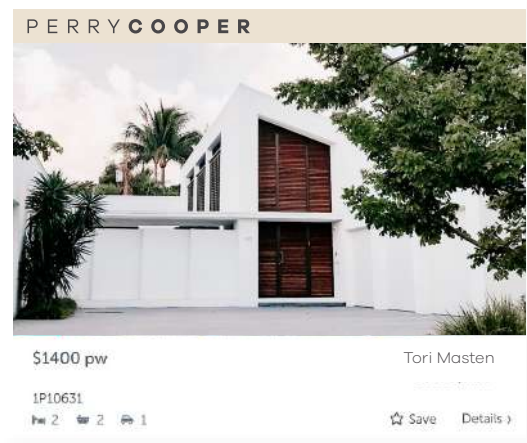 PERRYCOOPER
$1400 pw
Tori Masten
1P10631
2 2 1
Save Details ›